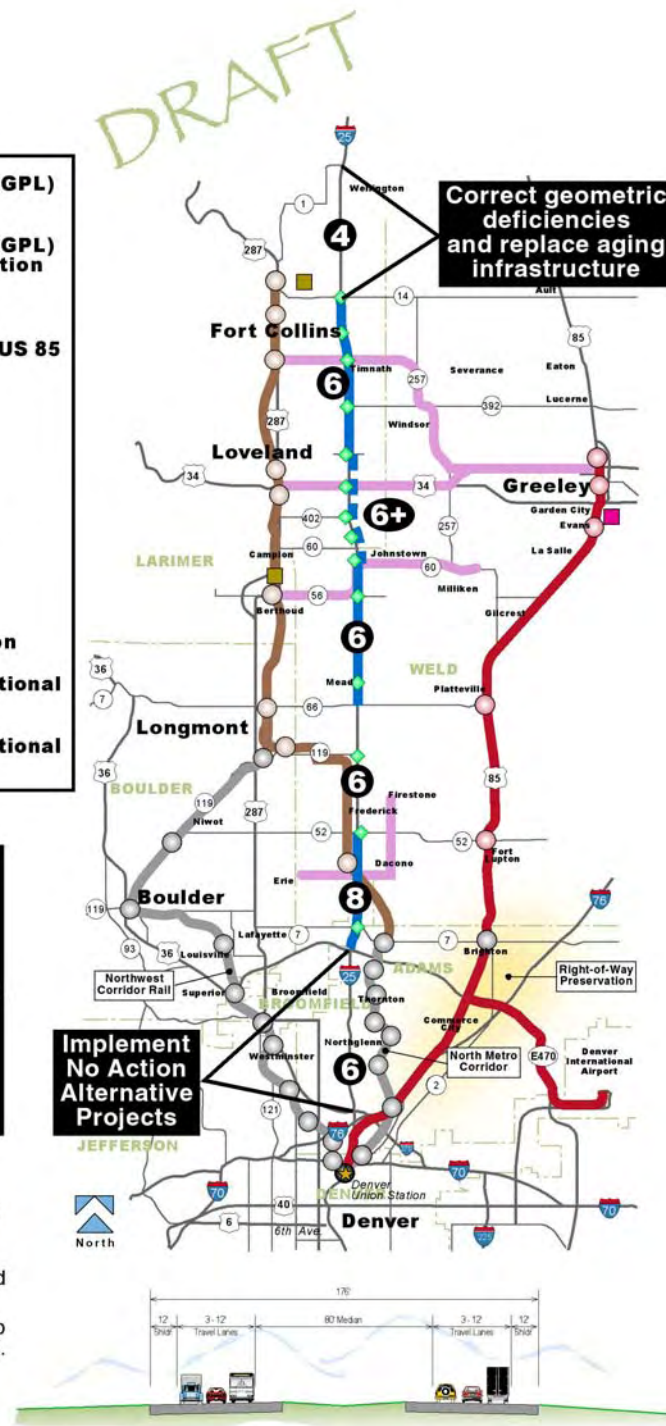 DRAFT
GPL)
GPL)
tion
US 85
on
tional
tional
25
Wellington
1
Correct geometric
deficiencies
and replace aging
infrastructure
4
287
14
Ault
Fort Collins
85
Timnath
Severance
Eaton
6
257
392
Lucerne
287
Windsor
Loveland
34
34
Greeley
Garden City
402
6+
257
Evans
60
La Salle
LARIMER
Campion
Johnstown
60
56
Milliken
Berthoud
Gilcrest
36
7
6
WELD
Mead
Platteville
66
Longmont
36
119
85
BOULDER
6
Firestone
119
287
Niwot
Frederick
52
52
Fort
Lupton
Dacono
Erie
76
Boulder
8
119
93
36
Lafayette
7
7
Louisville
Brighton
Northwest
Corridor Rail
25
ADAMS
Right-of-Way
Preservation
Superior
Broomfield
BROOMFIELD
Thornton
Commerce
City
Implement
No Action
Alternative
Projects
Westminster
Northglenn
6
North Metro
Corridor
E470
Denver
International
Airport
2
121
JEFFERSON
76
70
70
Denver
Union Station
40
70
6
6th Ave.
Denver
225
North
176'
12'
3 - 12'
80' Median
3 - 12'
12'
Shldr
Travel Lanes
Travel Lanes
Shldr